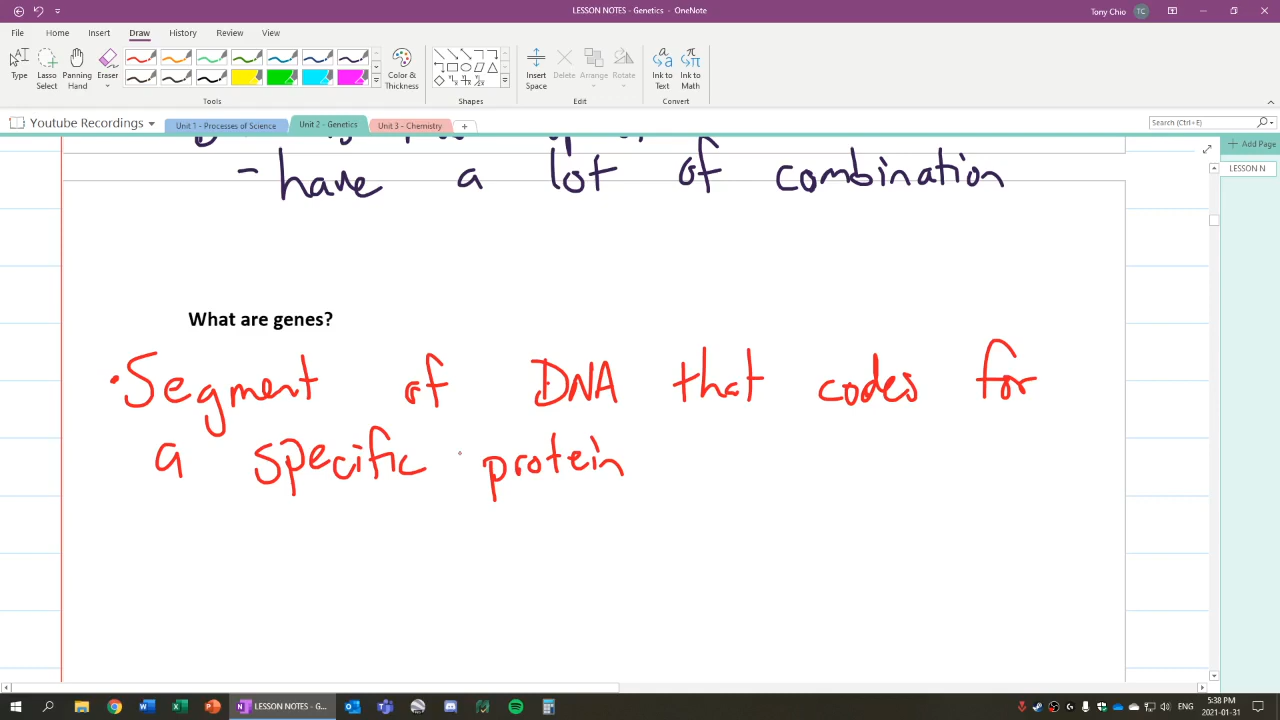 LESSON NOTES - Genetics - OneNote
Tony Chio TC
File Home Insert Draw History Review View
Type Lasso Select Panning Hand Eraser Color & Thickness Insert Space Delete Arrange Rotate Ink to Text Ink to Math
Tools Shapes Edit Convert
Youtube Recordings Unit 1 - Processes of Science Unit 2 - Genetics Unit 3 - Chemistry Search (Ctrl+E)
Add Page
LESSON N
- have a lot of combination
What are genes?
• Segment of DNA that codes for
a specific protein
LESSON NOTES - G...
ENG 5:38 PM
2021-01-31